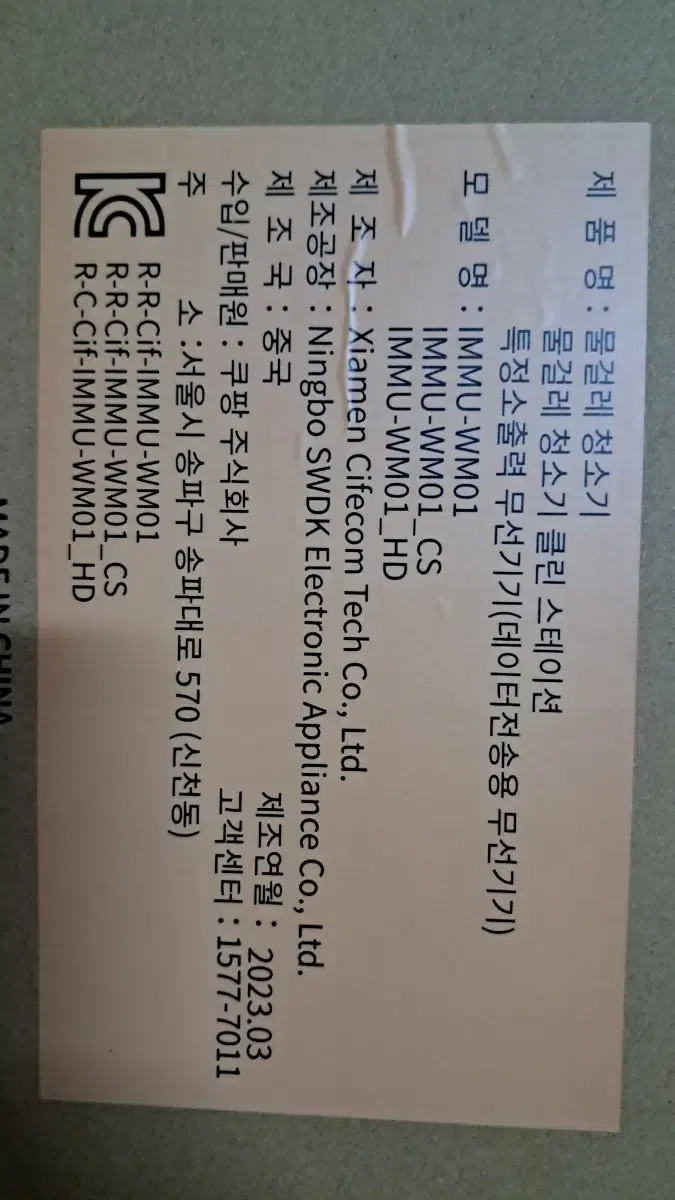 제 품 명 : 물걸레 청소기
물걸레 청소기 클린 스테이션
특정소출력 무선기기(데이터전송용 무선기기)
모 델 명 : IMMU-WM01
IMMU-WM01_CS
IMMU-WM01_HD
제 조 자 : Xiamen Cifecom Tech Co., Ltd.
제조공장 : Ningbo SWDK Electronic Appliance Co., Ltd.
제 조 국 : 중국
제조연월 : 2023.03
수입/판매원 : 쿠팡 주식회사
고객센터 : 1577-7011
주 소 :서울시 송파구 송파대로 570 (신천동)
R-R-Cif-IMMU-WM01
R-R-Cif-IMMU-WM01_CS
R-C-Cif-IMMU-WM01_HD
MADE IN CHINA